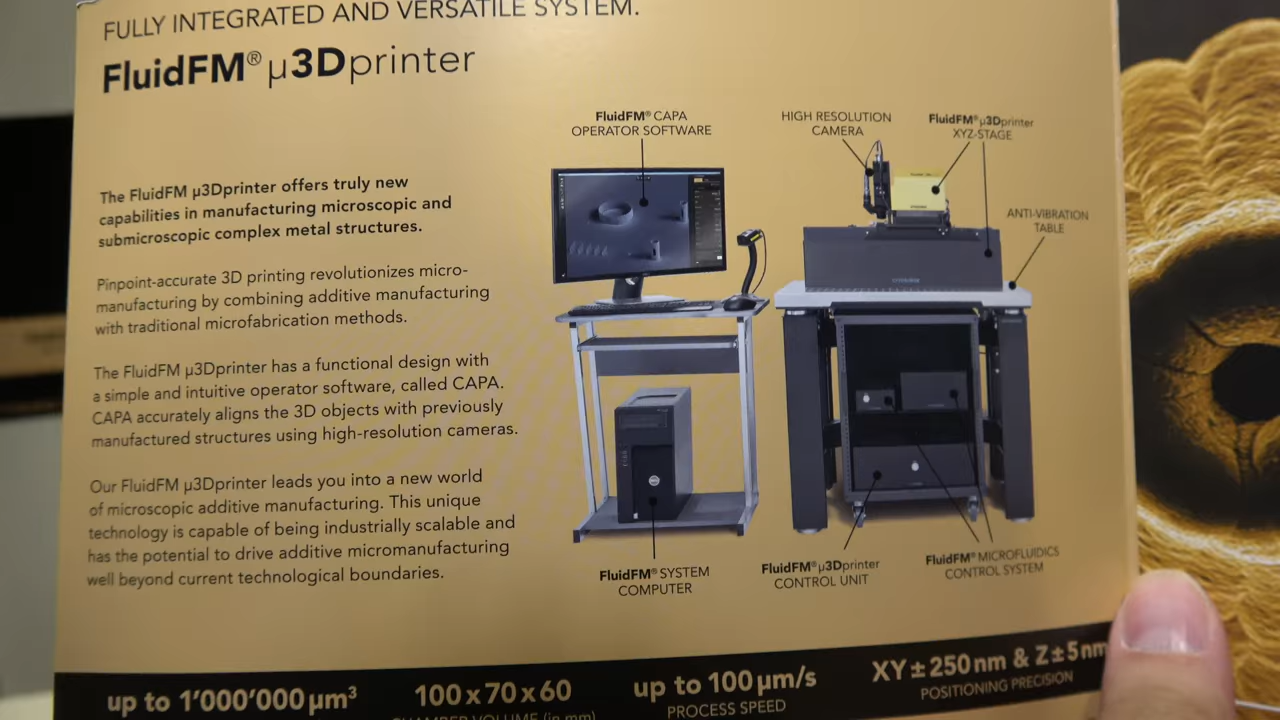 FULLY INTEGRATED AND VERSATILE SYSTEM.
FluidFM® µ3Dprinter
The FluidFM µ3Dprinter offers truly new
capabilities in manufacturing microscopic and
submicroscopic complex metal structures.
Pinpoint-accurate 3D printing revolutionizes micro-
manufacturing by combining additive manufacturing
with traditional microfabrication methods.
The FluidFM µ3Dprinter has a functional design with
a simple and intuitive operator software, called CAPA.
CAPA accurately aligns the 3D objects with previously
manufactured structures using high-resolution cameras.
Our FluidFM µ3Dprinter leads you into a new world
of microscopic additive manufacturing. This unique
technology is capable of being industrially scalable and
has the potential to drive additive micromanufacturing
well beyond current technological boundaries.
FluidFM® CAPA
OPERATOR SOFTWARE
HIGH RESOLUTION
CAMERA
FluidFM® µ3Dprinter
XYZ-STAGE
ANTI-VIBRATION
TABLE
FluidFM® SYSTEM
COMPUTER
FluidFM® µ3Dprinter
CONTROL UNIT
FluidFM® MICROFLUIDICS
CONTROL SYSTEM
up to 1’000’000 µm³
100 x 70 x 60
CHAMBER VOLUME (in mm)
up to 100 µm/s
PROCESS SPEED
XY ± 250 nm & Z ± 5 nm
POSITIONING PRECISION